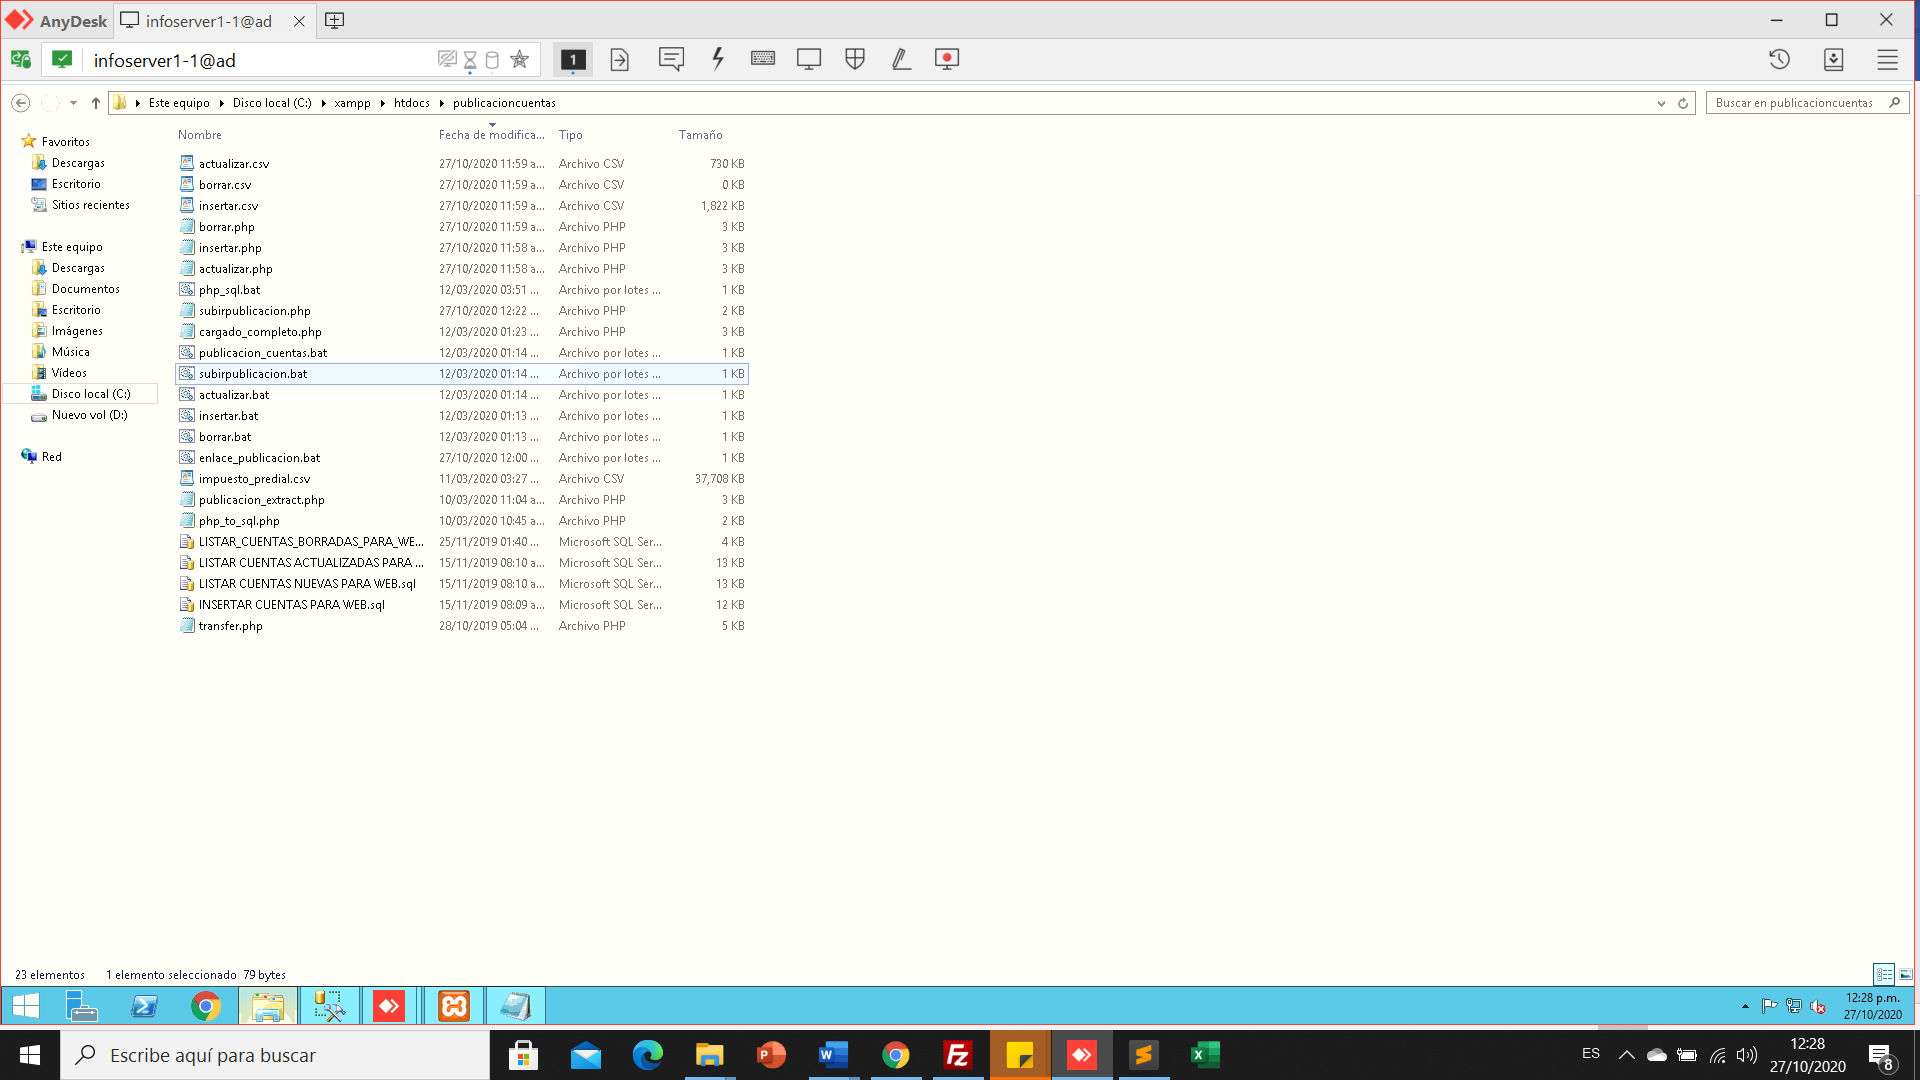 AnyDesk infoserver1-1@ad
infoserver1-1@ad 1
Este equipo Disco local (C:) xampp htdocs publicacioncuentas Buscar en publicacioncuentas
Nombre Fecha de modifica... Tipo Tamaño
Favoritos
Descargas
Escritorio
Sitios recientes
Este equipo
Descargas
Documentos
Escritorio
Imágenes
Música
Vídeos
Disco local (C:)
Nuevo vol (D:)
Red
actualizar.csv 27/10/2020 11:59 a... Archivo CSV 730 KB
borrar.csv 27/10/2020 11:59 a... Archivo CSV 0 KB
insertar.csv 27/10/2020 11:59 a... Archivo CSV 1,822 KB
borrar.php 27/10/2020 11:59 a... Archivo PHP 3 KB
insertar.php 27/10/2020 11:58 a... Archivo PHP 3 KB
actualizar.php 27/10/2020 11:58 a... Archivo PHP 3 KB
php_sql.bat 12/03/2020 03:51 ... Archivo por lotes ... 1 KB
subirpublicacion.php 27/10/2020 12:22 ... Archivo PHP 2 KB
cargado_completo.php 12/03/2020 01:23 ... Archivo PHP 3 KB
publicacion_cuentas.bat 12/03/2020 01:14 ... Archivo por lotes ... 1 KB
subirpublicacion.bat 12/03/2020 01:14 ... Archivo por lotes ... 1 KB
actualizar.bat 12/03/2020 01:14 ... Archivo por lotes ... 1 KB
insertar.bat 12/03/2020 01:13 ... Archivo por lotes ... 1 KB
borrar.bat 12/03/2020 01:13 ... Archivo por lotes ... 1 KB
enlace_publicacion.bat 27/10/2020 12:00 ... Archivo por lotes ... 1 KB
impuesto_predial.csv 11/03/2020 03:27 ... Archivo CSV 37,708 KB
publicacion_extract.php 10/03/2020 11:04 a... Archivo PHP 3 KB
php_to_sql.php 10/03/2020 10:45 a... Archivo PHP 2 KB
LISTAR_CUENTAS_BORRADAS_PARA_WE... 25/11/2019 01:40 ... Microsoft SQL Ser... 4 KB
LISTAR CUENTAS ACTUALIZADAS PARA ... 15/11/2019 08:10 a... Microsoft SQL Ser... 13 KB
LISTAR CUENTAS NUEVAS PARA WEB.sql 15/11/2019 08:10 a... Microsoft SQL Ser... 13 KB
INSERTAR CUENTAS PARA WEB.sql 15/11/2019 08:09 a... Microsoft SQL Ser... 12 KB
transfer.php 28/10/2019 05:04 ... Archivo PHP 5 KB
23 elementos 1 elemento seleccionado 79 bytes
12:28 p.m.
27/10/2020
Escribe aquí para buscar
ES
12:28
27/10/2020
8